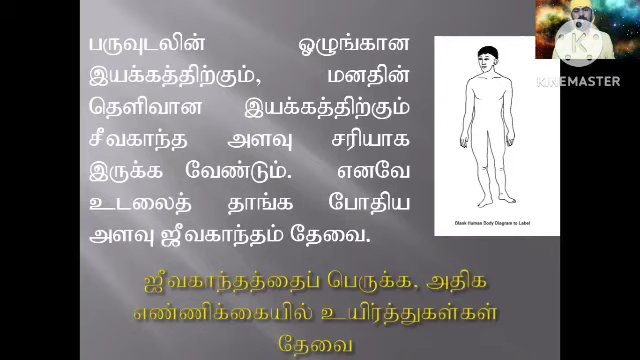 பருவுடலின் ஓழுங்கான
இயக்கத்திற்கும், மனதின்
தெளிவான இயக்கத்திற்கும்
சீவகாந்த அளவு சரியாக
இருக்க வேண்டும். எனவே
உடலைத் தாங்க போதிய
அளவு ஜீவகாந்தம் தேவை.
Blank Human Body Diagram to Label
ஜீவகாந்தத்தைப் பெருக்க, அதிக
எண்ணிக்கையில் உயிர்த்துகள்கள்
தேவை
KINEMASTER